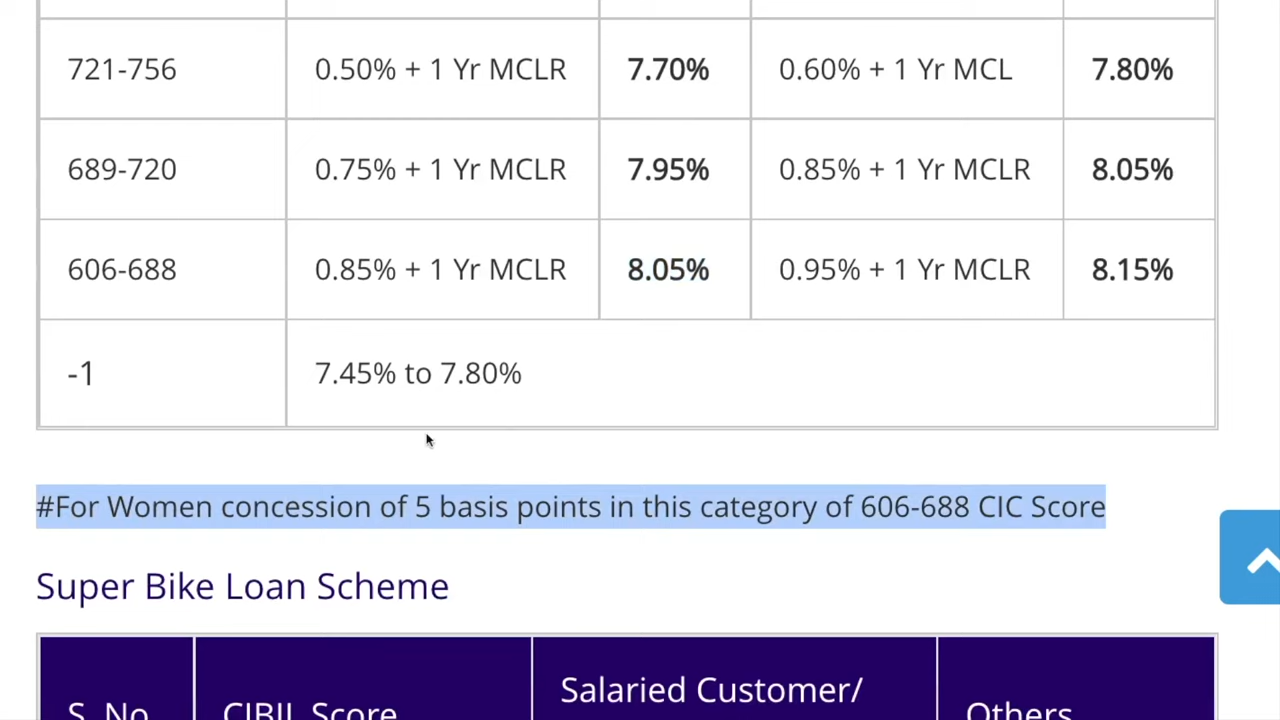 721-756 0.50% + 1 Yr MCLR 7.70% 0.60% + 1 Yr MCL 7.80%
689-720 0.75% + 1 Yr MCLR 7.95% 0.85% + 1 Yr MCLR 8.05%
606-688 0.85% + 1 Yr MCLR 8.05% 0.95% + 1 Yr MCLR 8.15%
-1 7.45% to 7.80%
#For Women concession of 5 basis points in this category of 606-688 CIC Score
Super Bike Loan Scheme
Salaried Customer/
S. No CIBIL Score Others